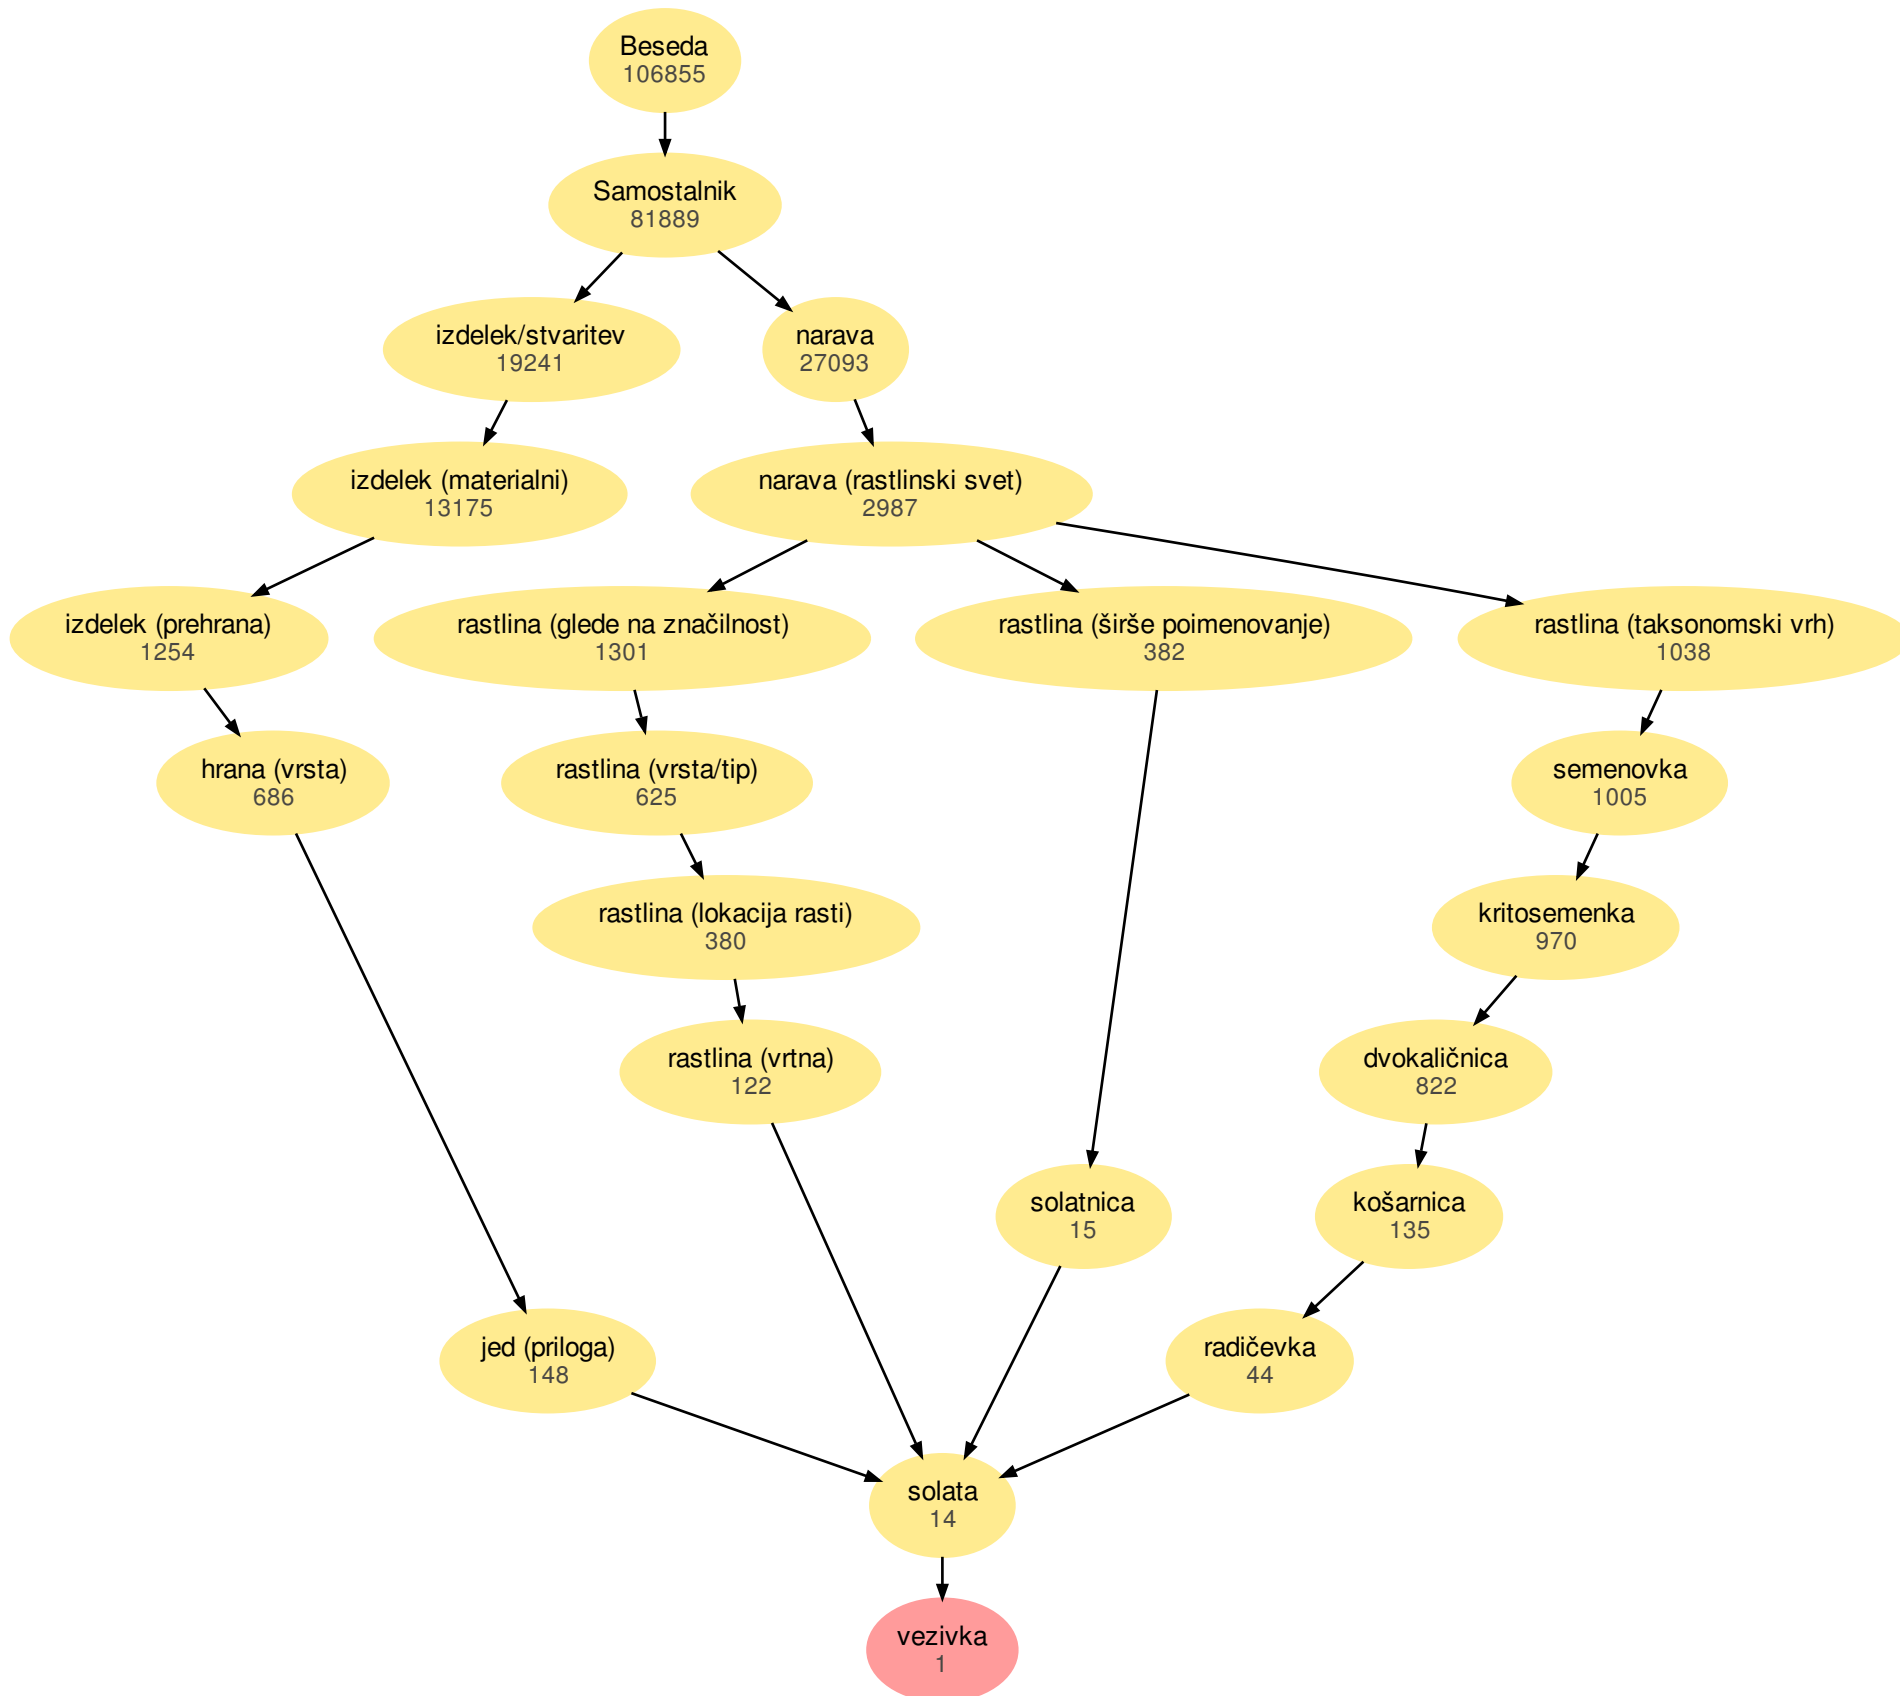 Beseda
106855
Samostalnik
81889
izdelek/stvaritev
19241
narava
27093
izdelek (materialni)
13175
narava (rastlinski svet)
2987
izdelek (prehrana)
1254
rastlina (glede na značilnost)
1301
rastlina (širše poimenovanje)
382
rastlina (taksonomski vrh)
1038
hrana (vrsta)
686
rastlina (vrsta/tip)
625
semenovka
1005
rastlina (lokacija rasti)
380
kritosemenka
970
rastlina (vrtna)
122
dvokaličnica
822
solatnica
15
košarnica
135
jed (priloga)
148
radičevka
44
solata
14
vezivka
1